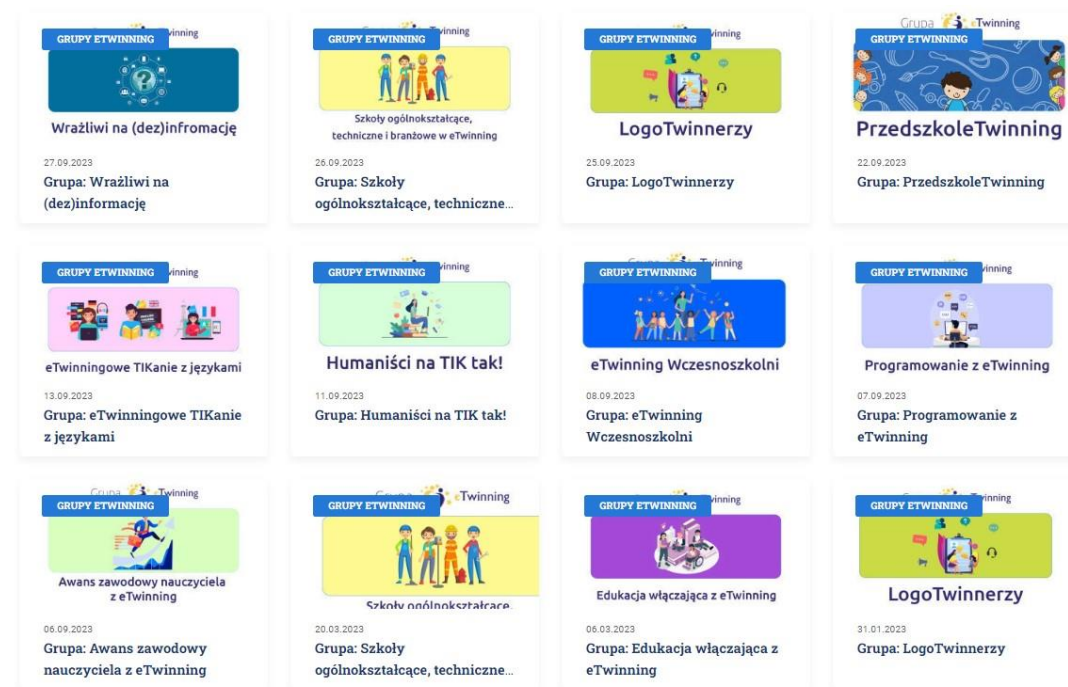 Grupa eTwinning
GRUPY ETWINNING
Wrażliwi na (dez)infromację
27.09.2023
Grupa: Wrażliwi na
(dez)informację
GRUPY ETWINNING
Szkoły ogólnokształcące,
techniczne i branżowe w eTwinning
26.09.2023
Grupa: Szkoły
ogólnokształcące, techniczne...
GRUPY ETWINNING
LogoTwinnerzy
25.09.2023
Grupa: LogoTwinnerzy
GRUPY ETWINNING
PrzedszkoleTwinning
22.09.2023
Grupa: PrzedszkoleTwinning
GRUPY ETWINNING
eTwinningowe TIKanie z językami
13.09.2023
Grupa: eTwinningowe TIKanie
z językami
GRUPY ETWINNING
Humaniści na TIK tak!
11.09.2023
Grupa: Humaniści na TIK tak!
GRUPY ETWINNING
eTwinning Wczesnoszkolni
08.09.2023
Grupa: eTwinning
Wczesnoszkolni
GRUPY ETWINNING
Programowanie z eTwinning
07.09.2023
Grupa: Programowanie z
eTwinning
Grupa eTwinning
GRUPY ETWINNING
Awans zawodowy nauczyciela
z eTwinning
06.09.2023
Grupa: Awans zawodowy
nauczyciela z eTwinning
Grupa eTwinning
GRUPY ETWINNING
Szkoły ogólnokształcące,
20.03.2023
Grupa: Szkoły
ogólnokształcące, techniczne...
GRUPY ETWINNING
Edukacja włączająca z eTwinning
06.03.2023
Grupa: Edukacja włączająca z
eTwinning
GRUPY ETWINNING
LogoTwinnerzy
31.01.2023
Grupa: LogoTwinnerzy